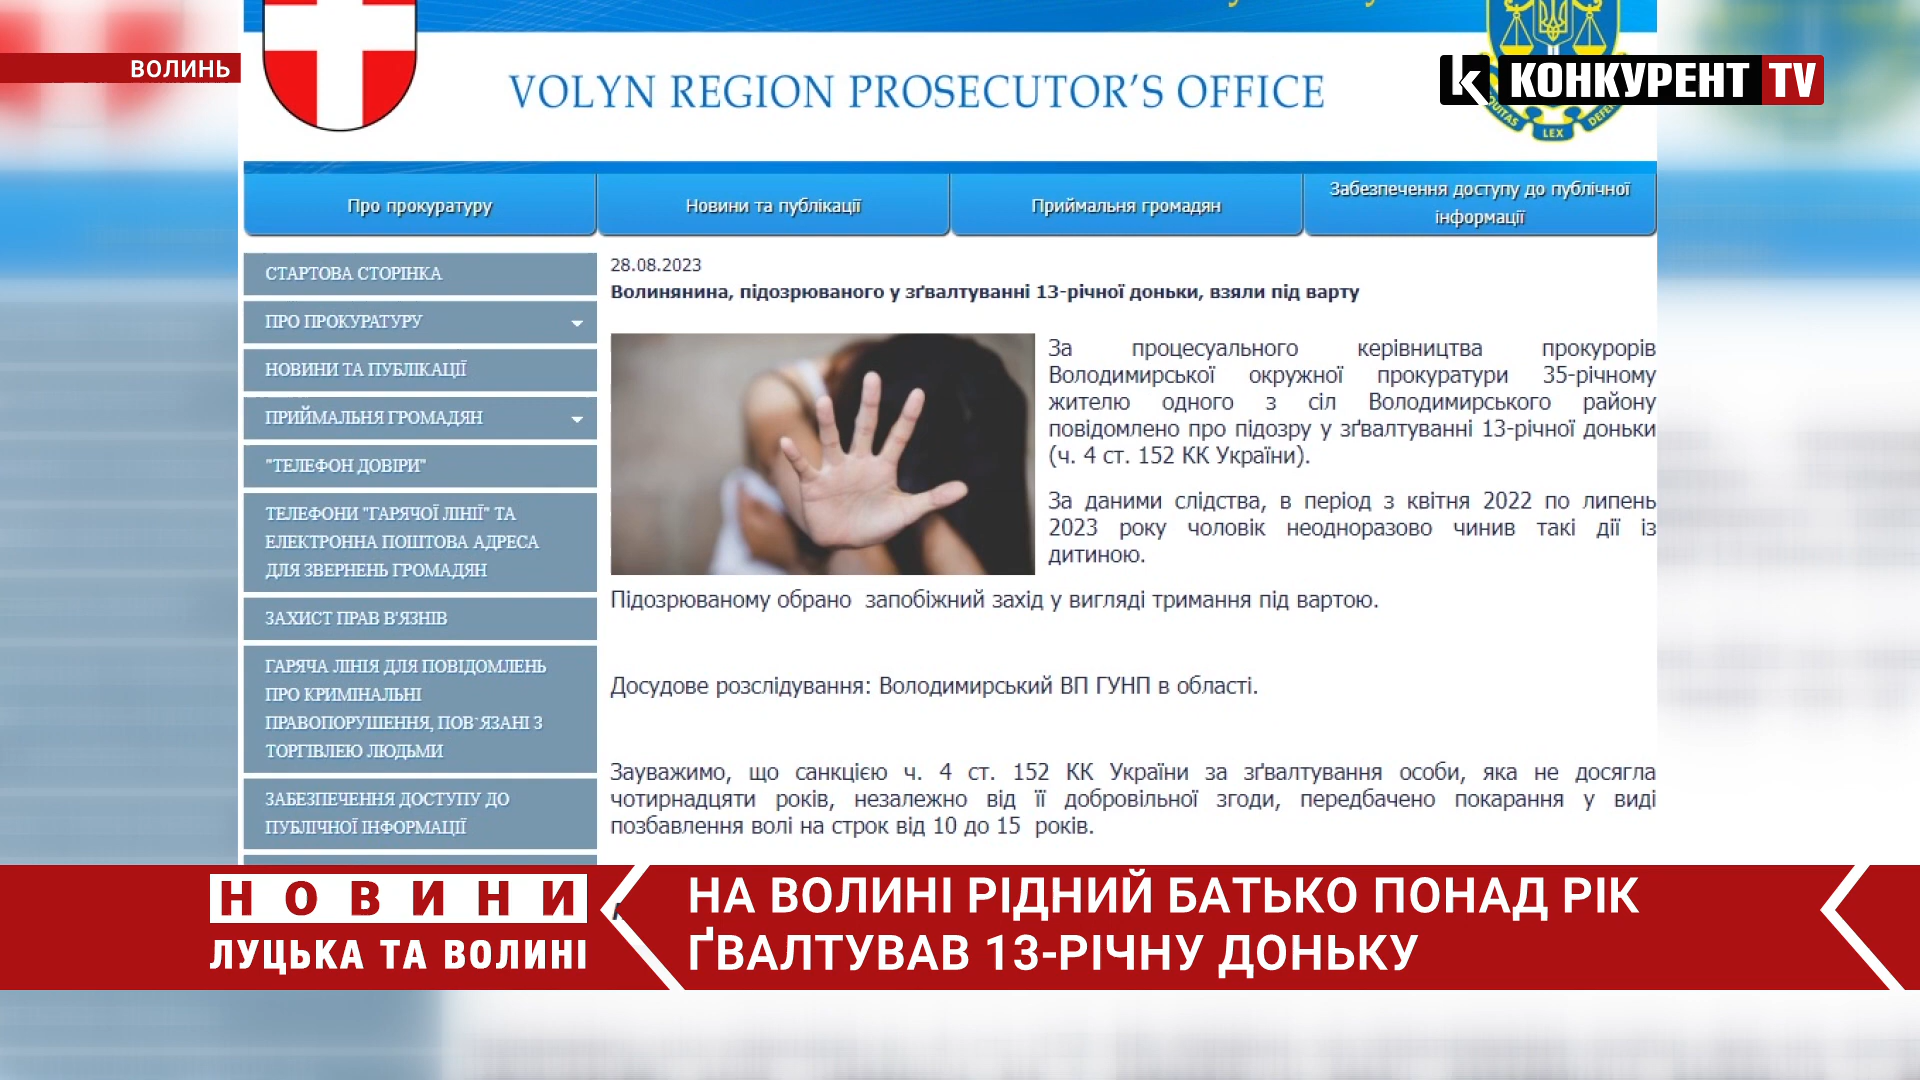 ВОЛИНЬ
VOLYN REGION PROSECUTOR'S OFFICE
КОНКУРЕНТ TV
LEX
Про прокуратуру
Новини та публікації
Приймальня громадян
Забезпечення доступу до публічної
інформації
СТАРТОВА СТОРІНКА
ПРО ПРОКУРАТУРУ
НОВИНИ ТА ПУБЛІКАЦІЇ
ПРИЙМАЛЬНЯ ГРОМАДЯН
"ТЕЛЕФОН ДОВІРИ"
ТЕЛЕФОНИ "ГАРЯЧОЇ ЛІНІЇ" ТА
ЕЛЕКТРОННА ПОШТОВА АДРЕСА
ДЛЯ ЗВЕРНЕНЬ ГРОМАДЯН
ЗАХИСТ ПРАВ В'ЯЗНІВ
ГАРЯЧА ЛІНІЯ ДЛЯ ПОВІДОМЛЕНЬ
ПРО КРИМІНАЛЬНІ
ПРАВОПОРУШЕННЯ, ПОВ`ЯЗАНІ З
ТОРГІВЛЕЮ ЛЮДЬМИ
ЗАБЕЗПЕЧЕННЯ ДОСТУПУ ДО
ПУБЛІЧНОЇ ІНФОРМАЦІЇ
28.08.2023
Волинянина, підозрюваного у зґвалтуванні 13-річної доньки, взяли під варту
За процесуального керівництва прокурорів
Володимирської окружної прокуратури 35-річному
жителю одного з сіл Володимирського району
повідомлено про підозру у зґвалтуванні 13-річної доньки
(ч. 4 ст. 152 КК України).
За даними слідства, в період з квітня 2022 по липень
2023 року чоловік неодноразово чинив такі дії із
дитиною.
Підозрюваному обрано запобіжний захід у вигляді тримання під вартою.
Досудове розслідування: Володимирський ВП ГУНП в області.
Зауважимо, що санкцією ч. 4 ст. 152 КК України за зґвалтування особи, яка не досягла
чотирнадцяти років, незалежно від її добровільної згоди, передбачено покарання у виді
позбавлення волі на строк від 10 до 15 років.
НОВИНИ
ЛУЦЬКА ТА ВОЛИНІ
НА ВОЛИНІ РІДНИЙ БАТЬКО ПОНАД РІК
ҐВАЛТУВАВ 13-РІЧНУ ДОНЬКУ